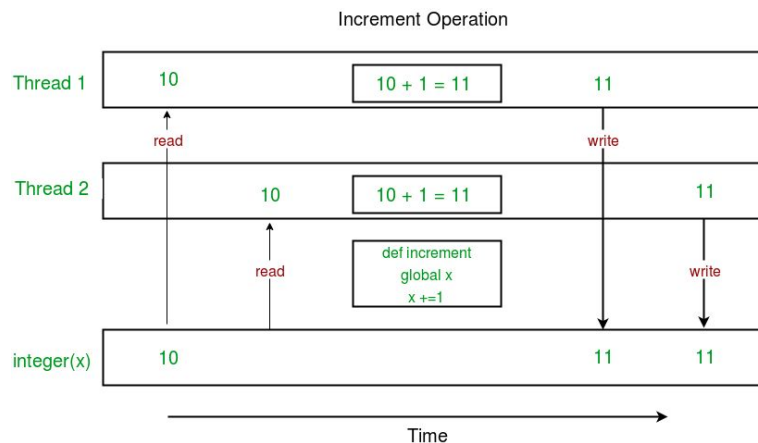 Increment Operation
Thread 1
10
10 + 1 = 11
11
read
write
Thread 2
10
10 + 1 = 11
11
read
def increment
global x
x +=1
write
integer(x)
10
11
11
Time